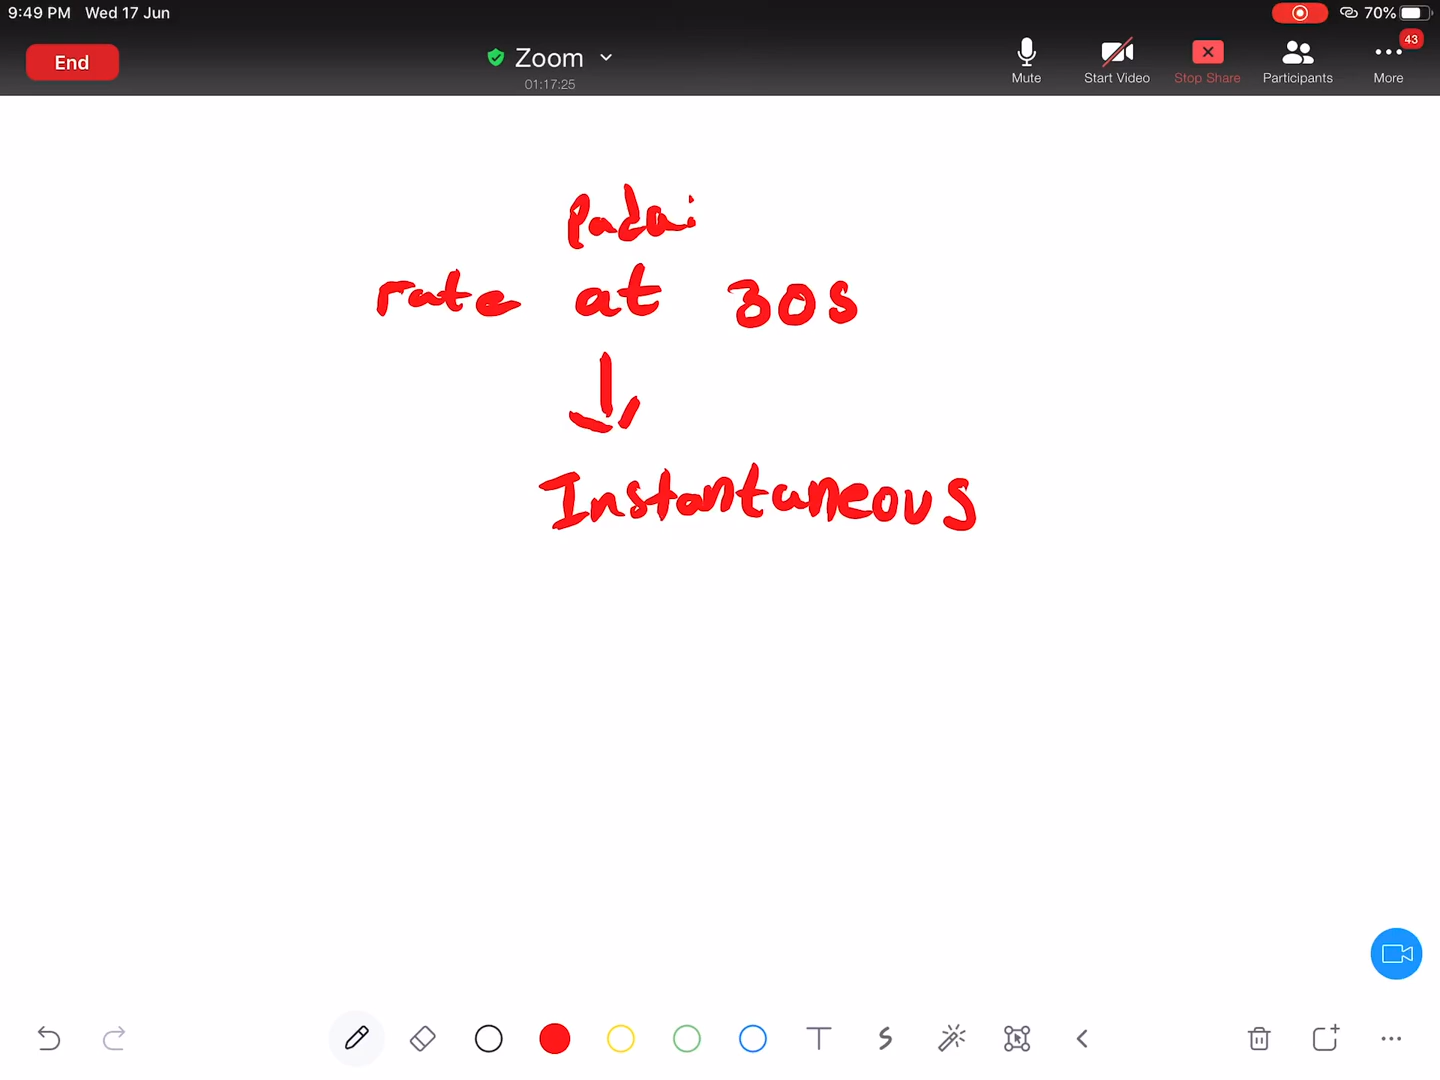 9:49 PM Wed 17 Jun
70%
End
Zoom
01:17:25
Mute
Start Video
Stop Share
Participants
More
43
Padai
rate at 30s
Instantaneous
T